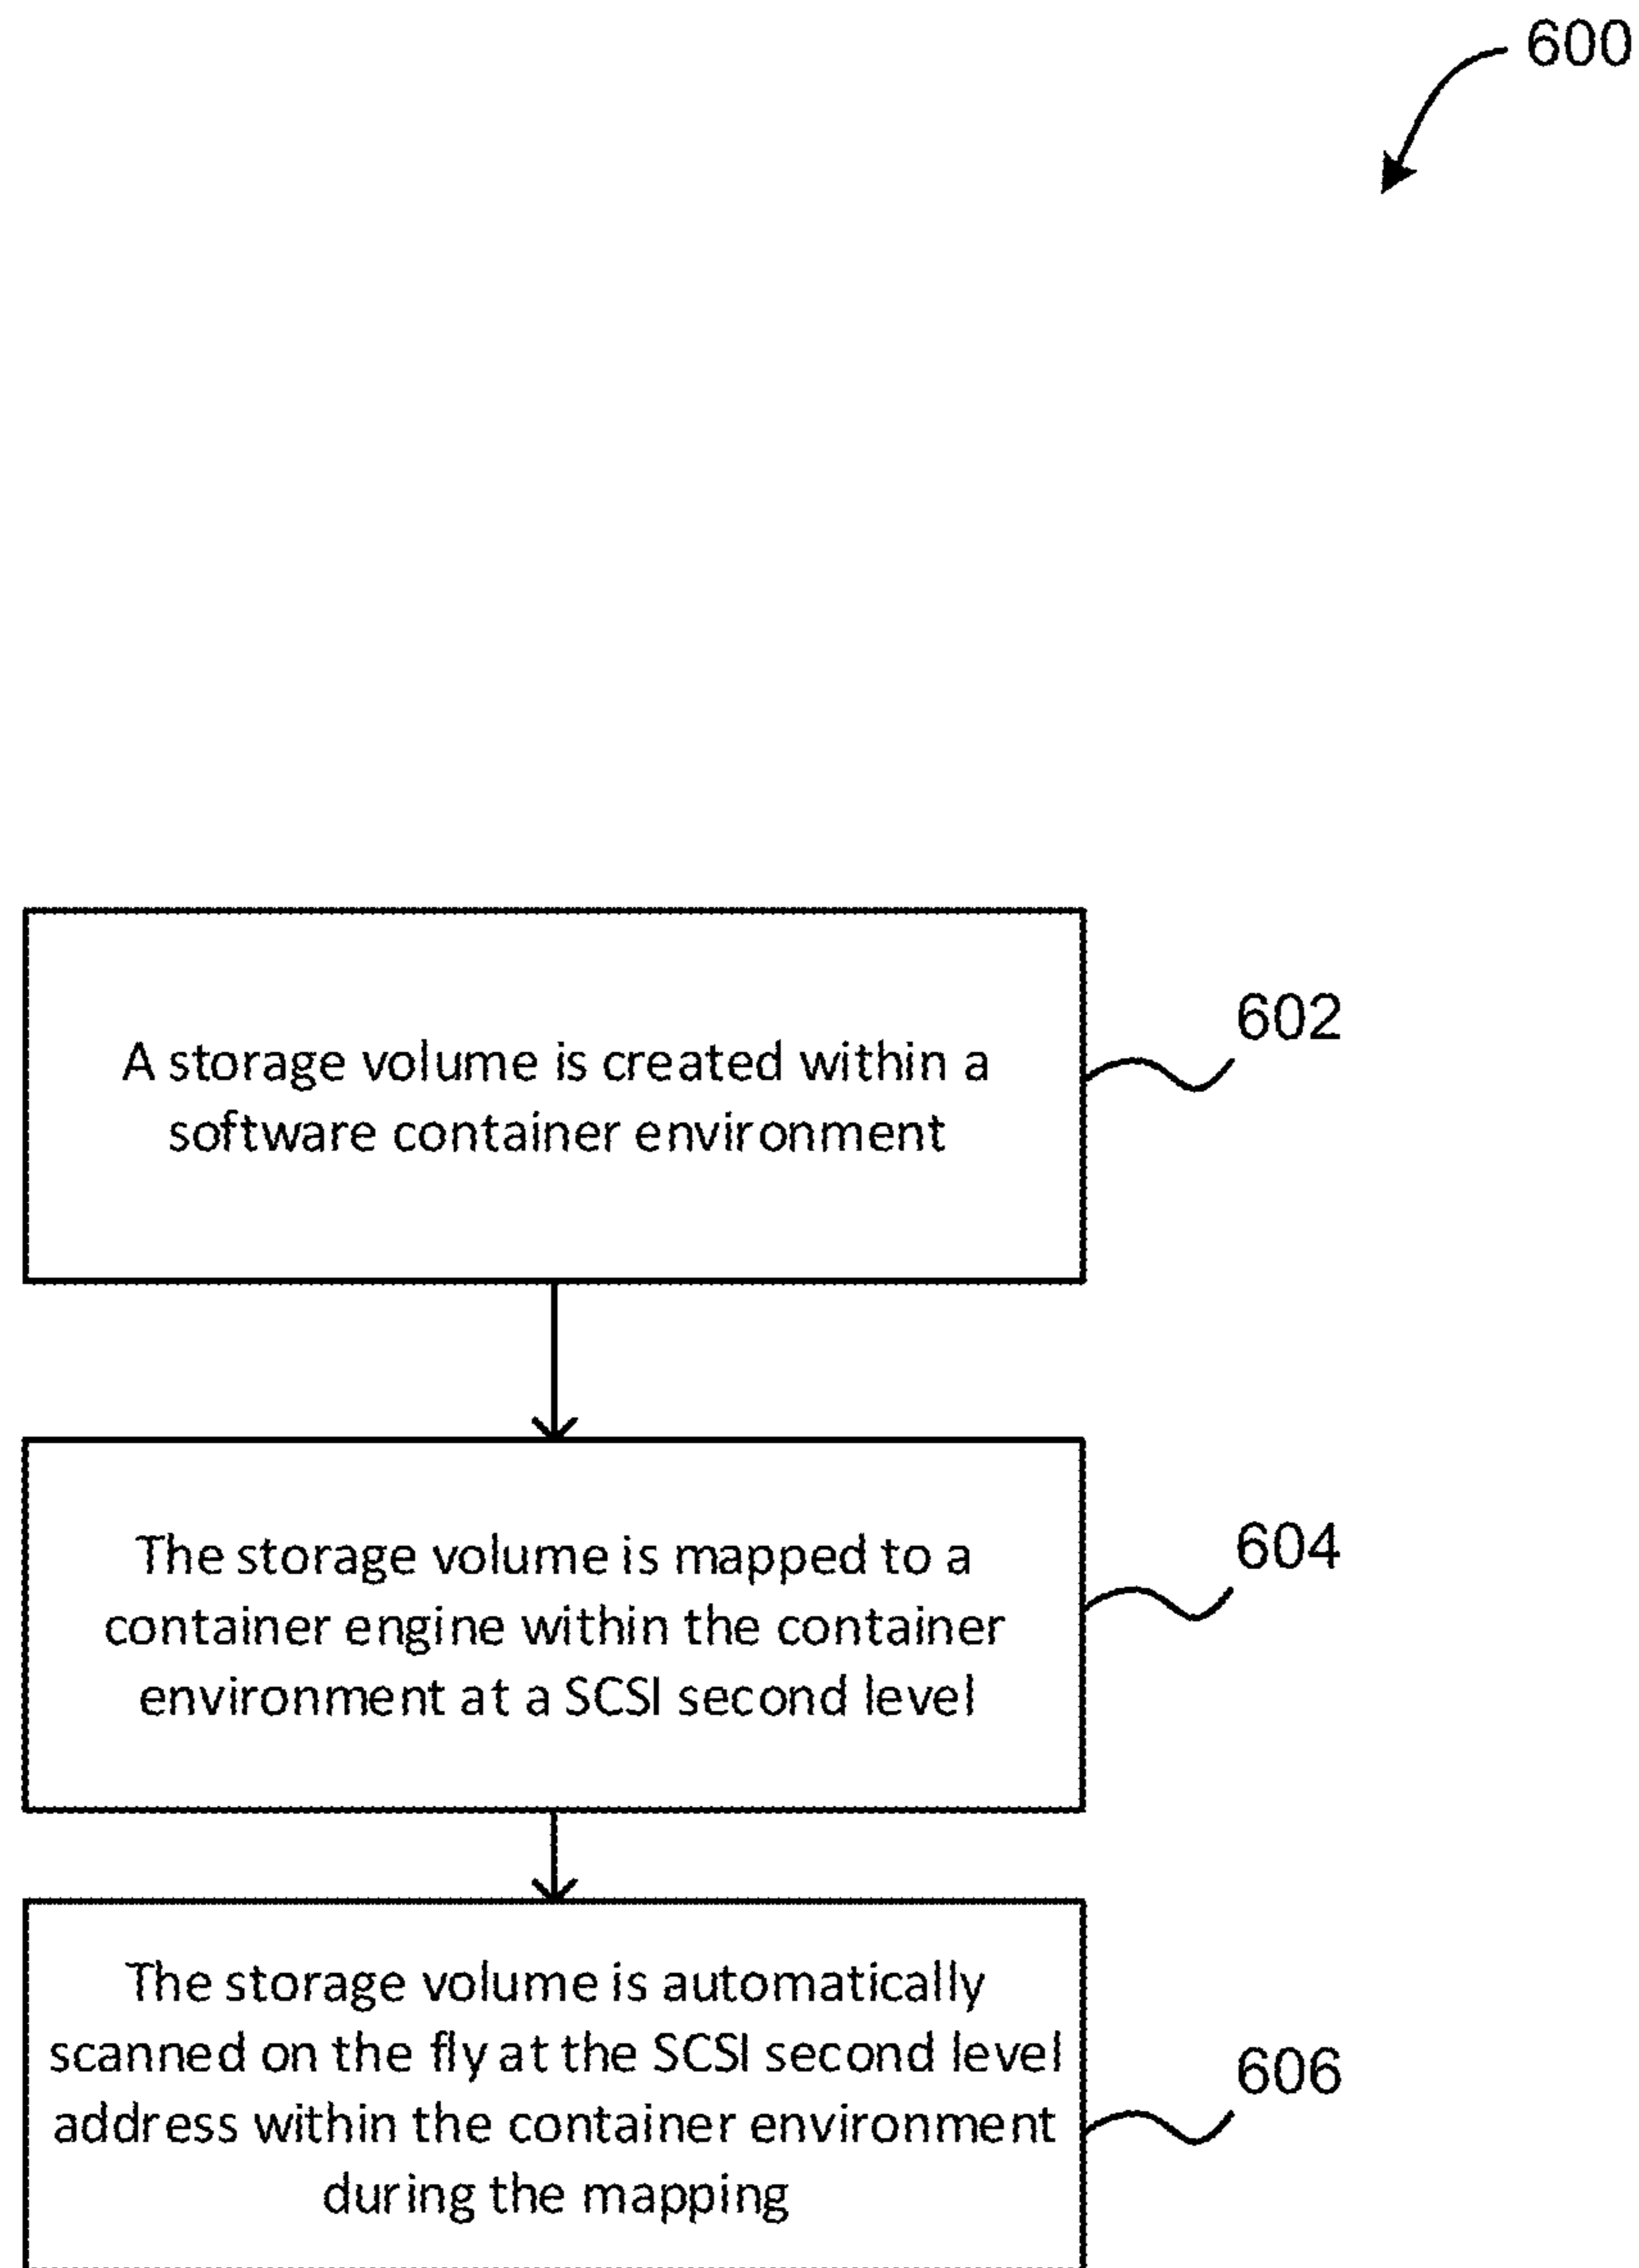 600
A storage volume is created within a
software container environment
602
The storage volume is mapped to a
container engine within the container
environment at a SCSI second level
604
The storage volume is automatically
scanned on the fly at the SCSI second level
address within the container environment
during the mapping
606